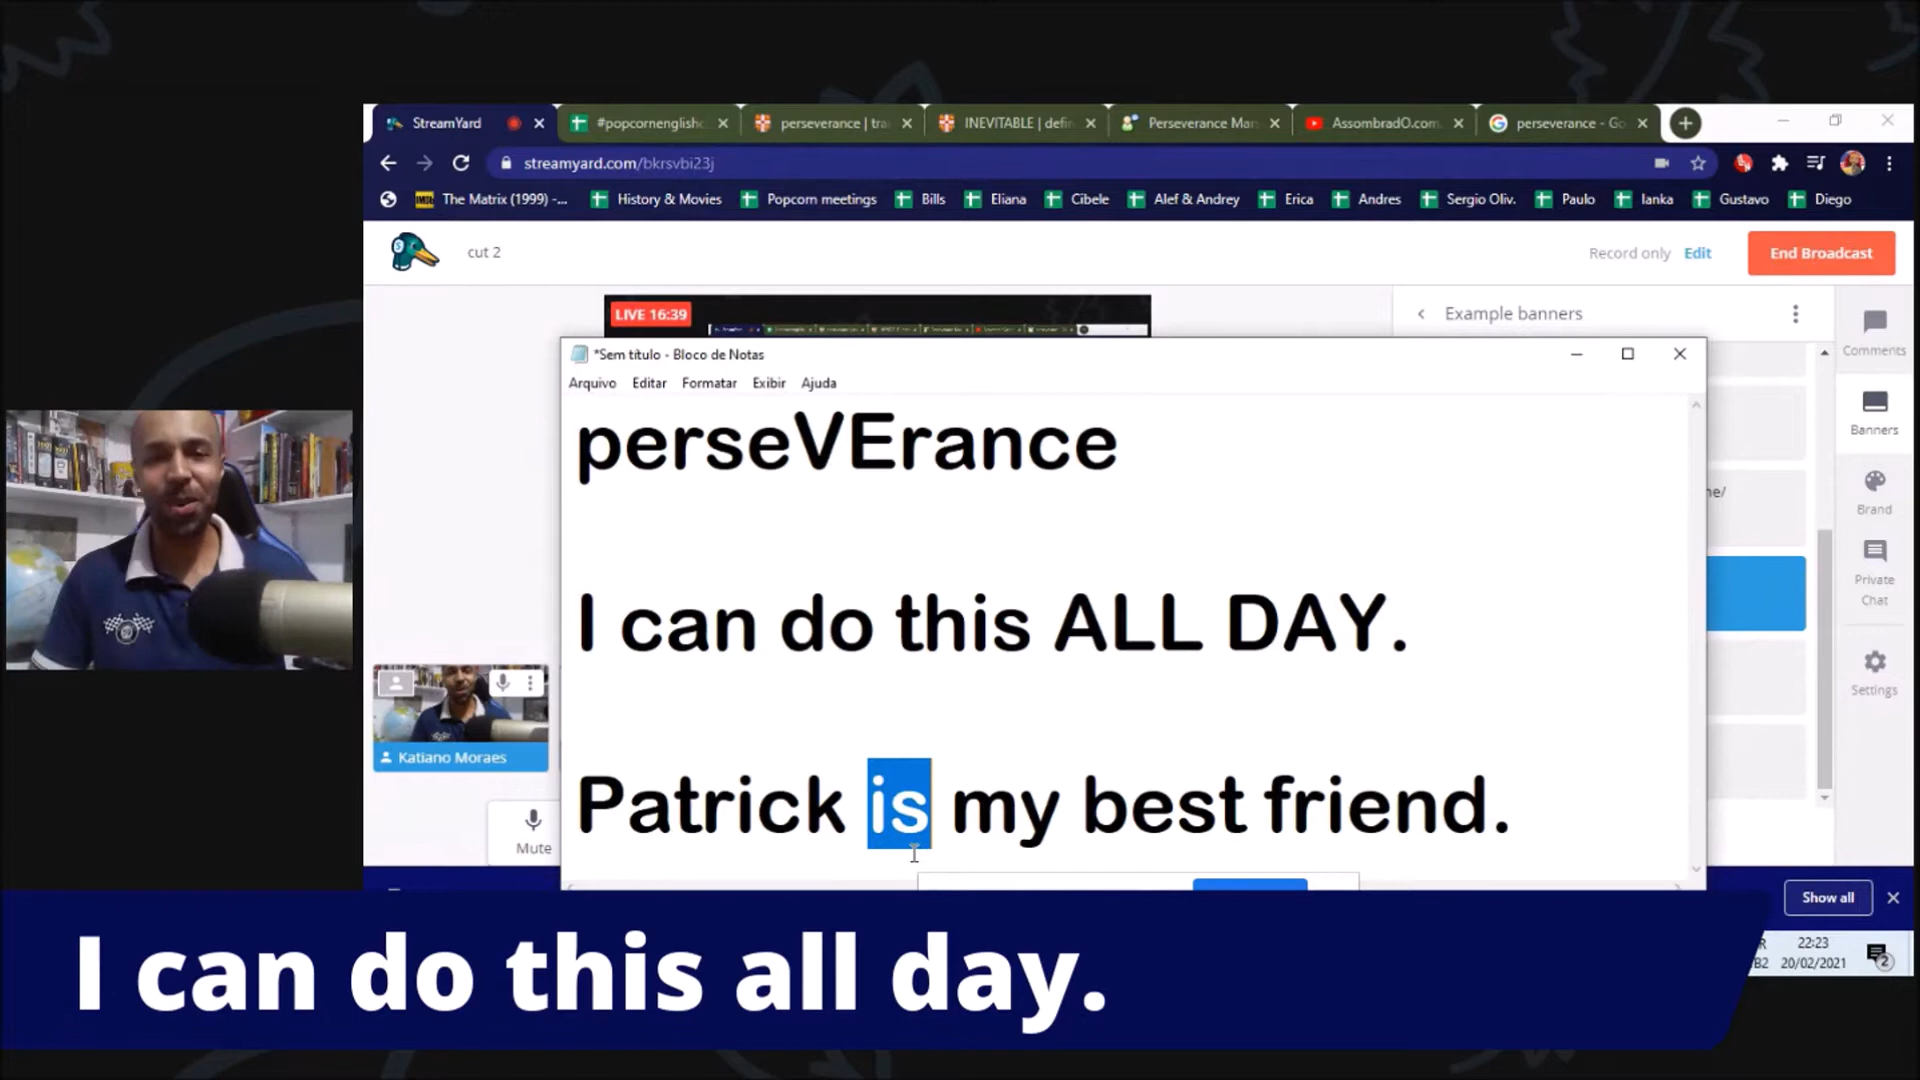 StreamYard
#popcornenglishc
perseverance | tra
INEVITABLE | defin
Perseverance Mar
AssombradO.com.
perseverance - Go
streamyard.com/bkrsvbi23j
The Matrix (1999) -...
History & Movies
Popcorn meetings
Bills
Eliana
Cibele
Alef & Andrey
Erica
Andres
Sergio Oliv.
Paulo
Ianka
Gustavo
Diego
cut 2
Record only
Edit
End Broadcast
LIVE 16:39
Example banners
Comments
Banners
Brand
Private
Chat
Settings
*Sem título - Bloco de Notas
Arquivo
Editar
Formatar
Exibir
Ajuda
perseVErance
me/
I can do this ALL DAY.
Katiano Moraes
Patrick is my best friend.
Mute
Show all
22:23
20/02/2021
2
I can do this all day.